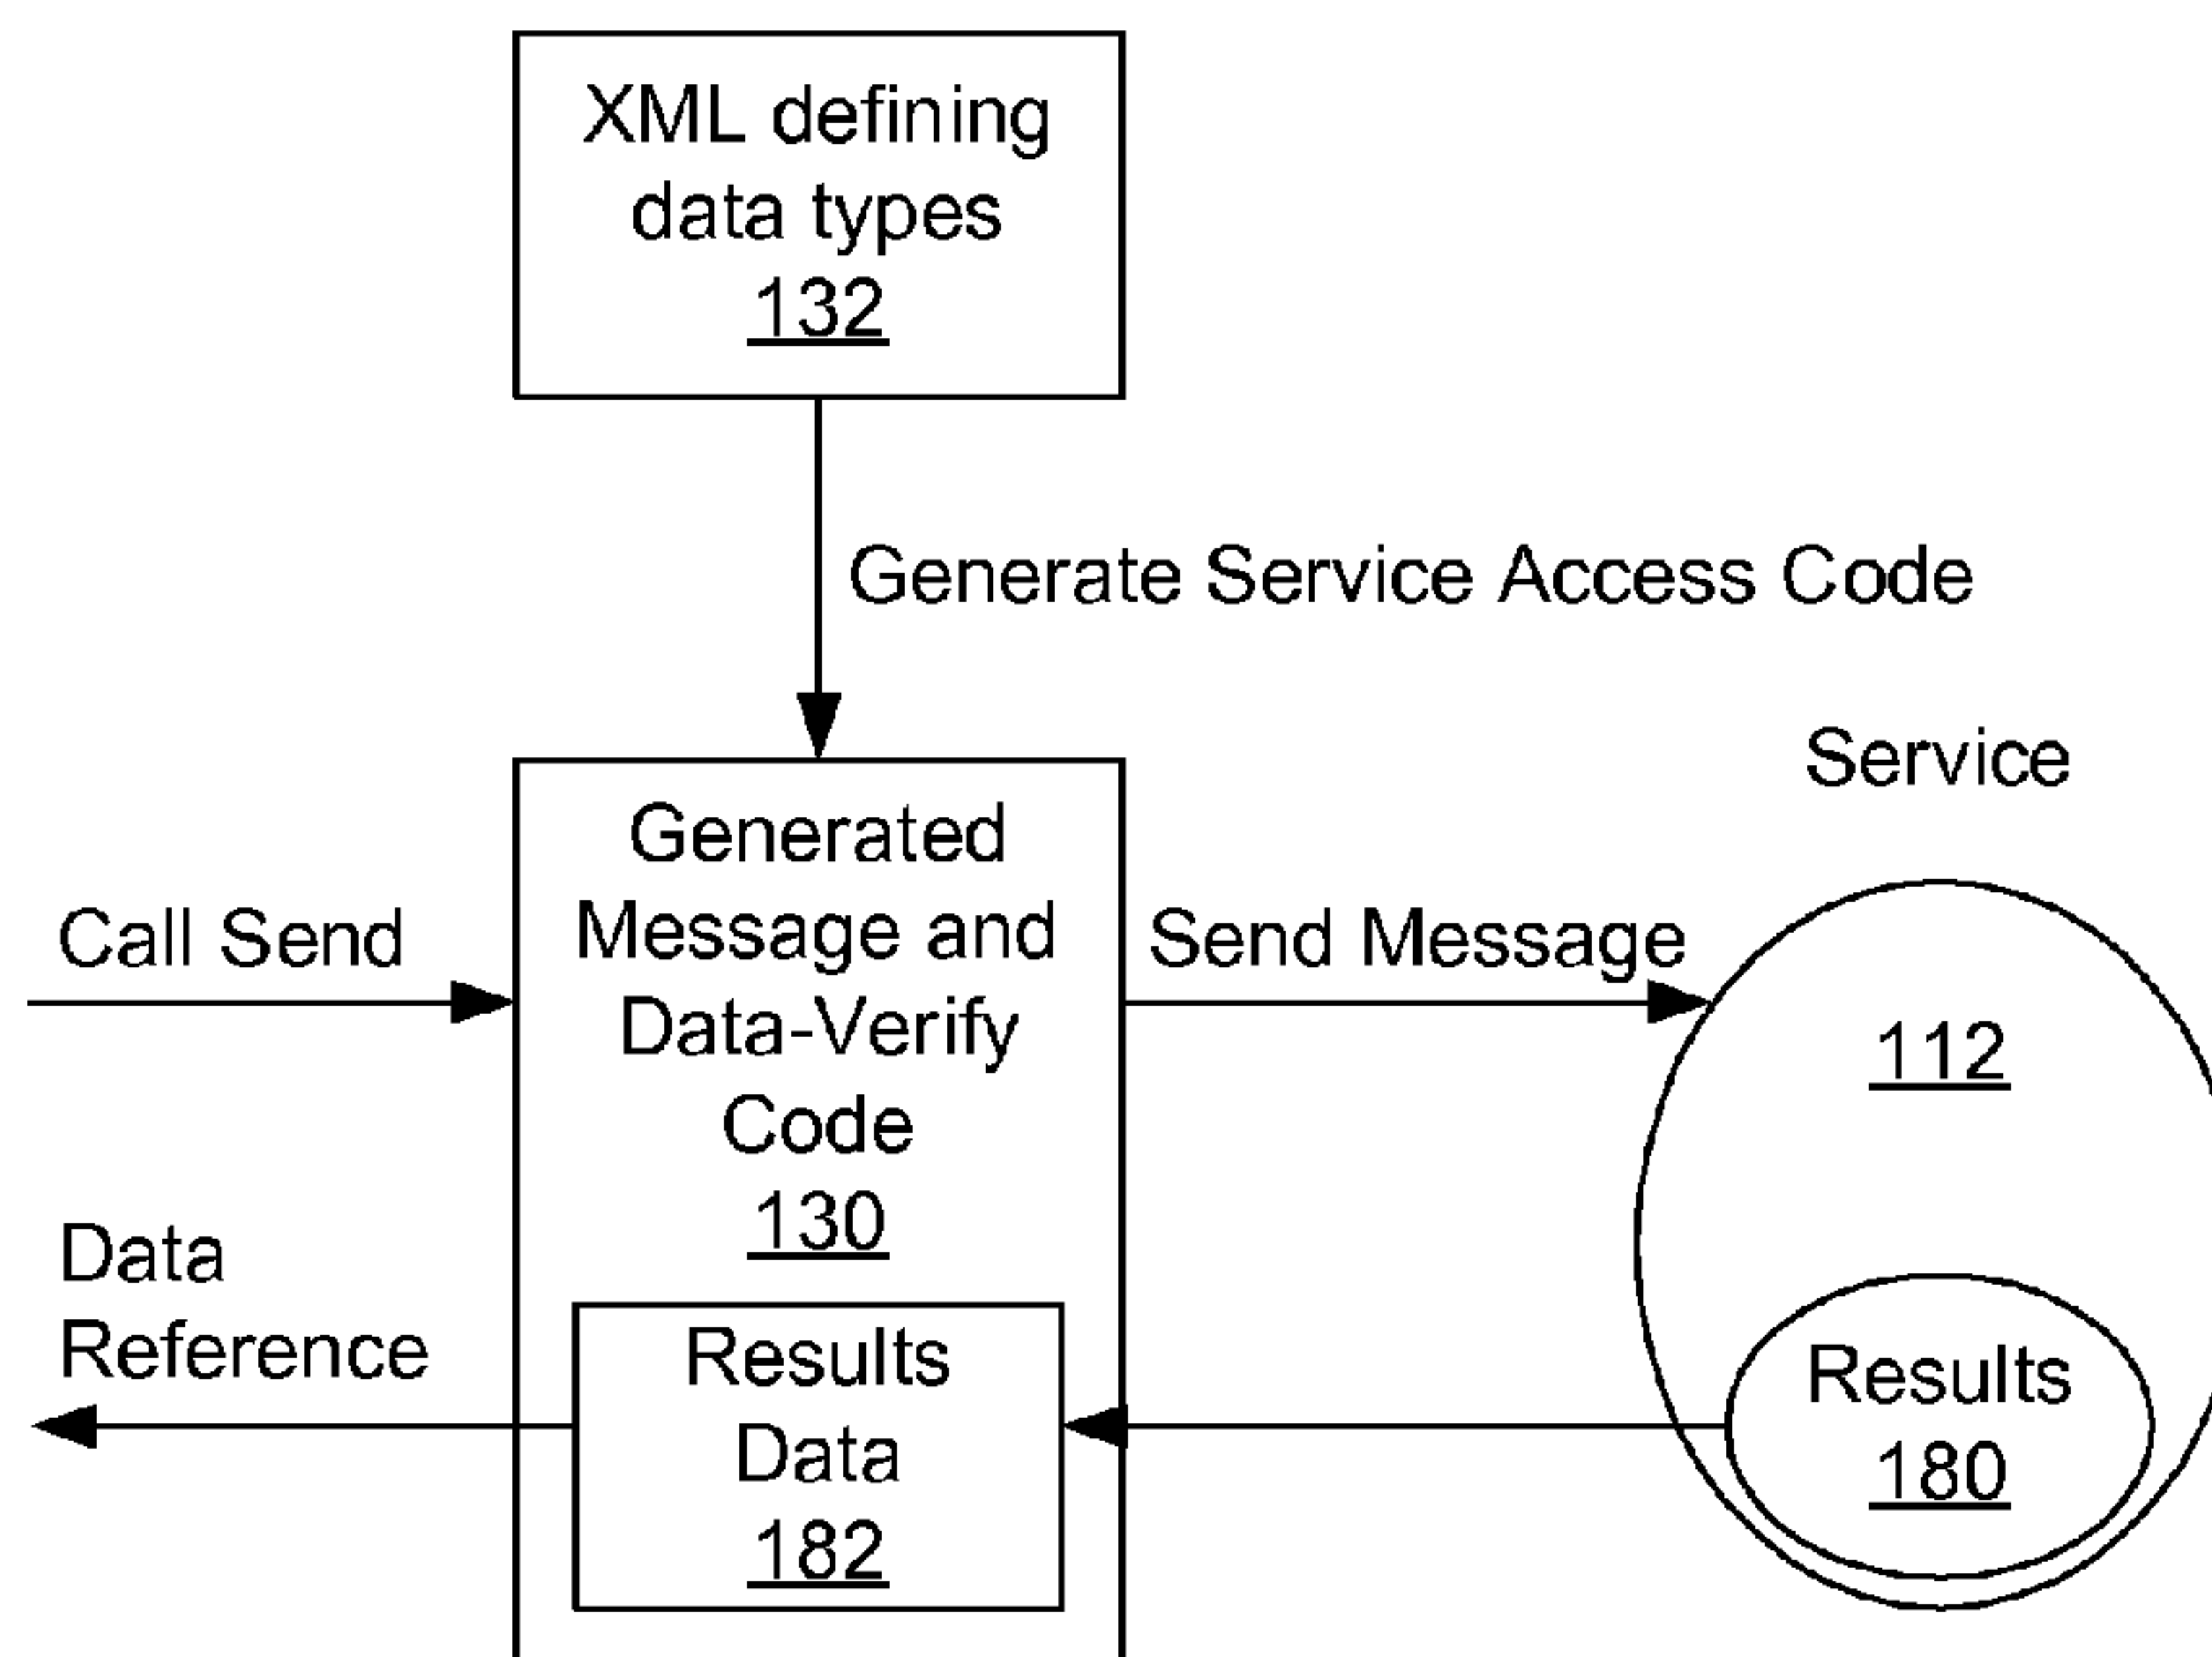 XML defining
data types
132
Generate Service Access Code
Service
Call Send
Generated
Message and
Data-Verify
Code
130
Send Message
112
Data
Reference
Results
Data
182
Results
180